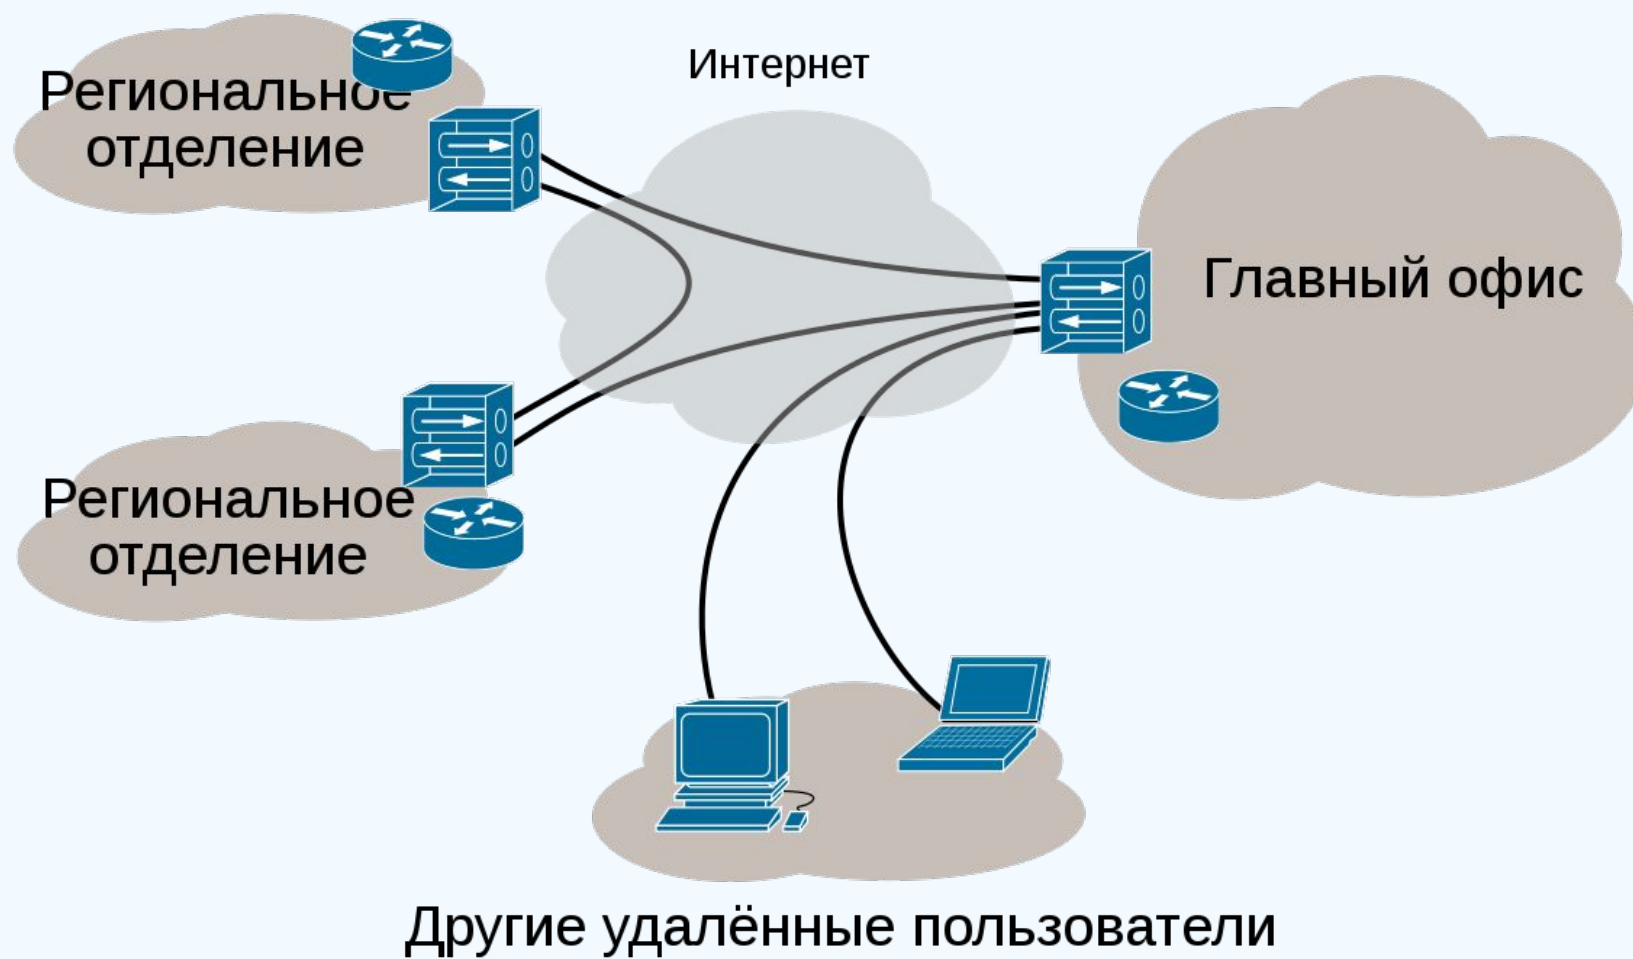 Интернет
Региональное
отделение
Главный офис
Региональное
отделение
Другие удалённые пользователи